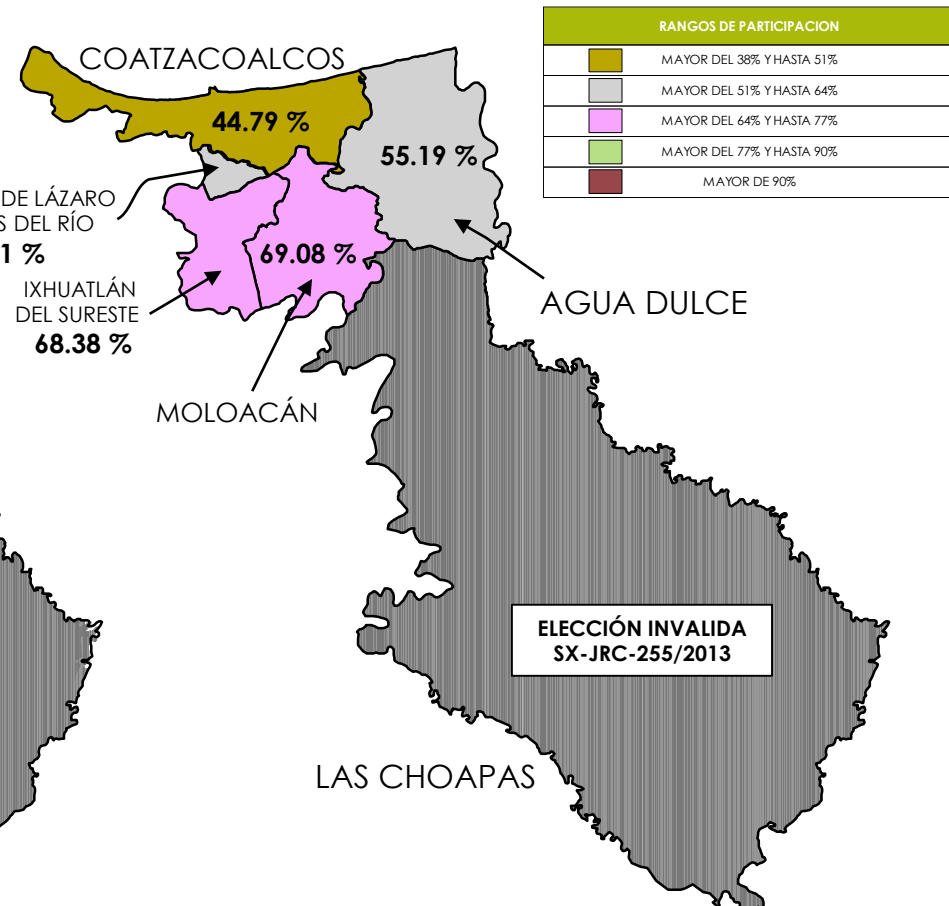 RANGOS DE PARTICIPACION
MAYOR DEL 38% Y HASTA 51%
MAYOR DEL 51% Y HASTA 64%
MAYOR DEL 64% Y HASTA 77%
MAYOR DEL 77% Y HASTA 90%
MAYOR DE 90%
COATZACOALCOS
44.79 %
55.19 %
DE LÁZARO
S DEL RÍO
1 %
69.08 %
IXHUATLÁN
DEL SURESTE
68.38 %
AGUA DULCE
MOLOACÁN
ELECCIÓN INVALIDA
SX-JRC-255/2013
LAS CHOAPAS